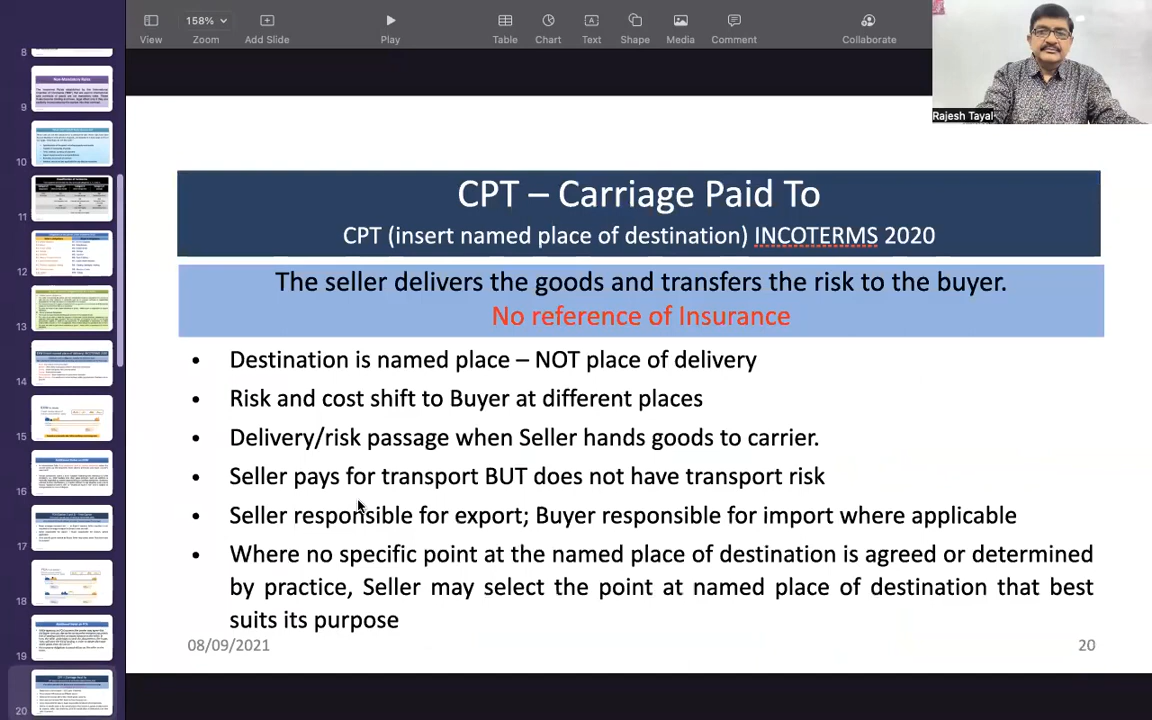 158%
View
Zoom
Add Slide
Play
Table
Chart
Text
Shape
Media
Comment
Collaborate
Rajesh Tayal
8
9
10
11
12
13
14
15
16
17
18
19
20
CPT – Carriage Paid To
CPT (insert named place of destination) INCOTERMS 2020
The seller delivers the goods and transfers the risk to the buyer.
No reference of Insurance
• Destination is named place – NOT place of delivery
• Risk and cost shift to Buyer at different places
• Delivery/risk passage when Seller hands goods to carrier.
• Seller pays for transport BUT does not have transport risk
• Seller responsible for export; Buyer responsible for import where applicable
• Where no specific point at the named place of destination is agreed or determined
by practice, Seller may select the point at named place of destination that best
suits its purpose
08/09/2021
20